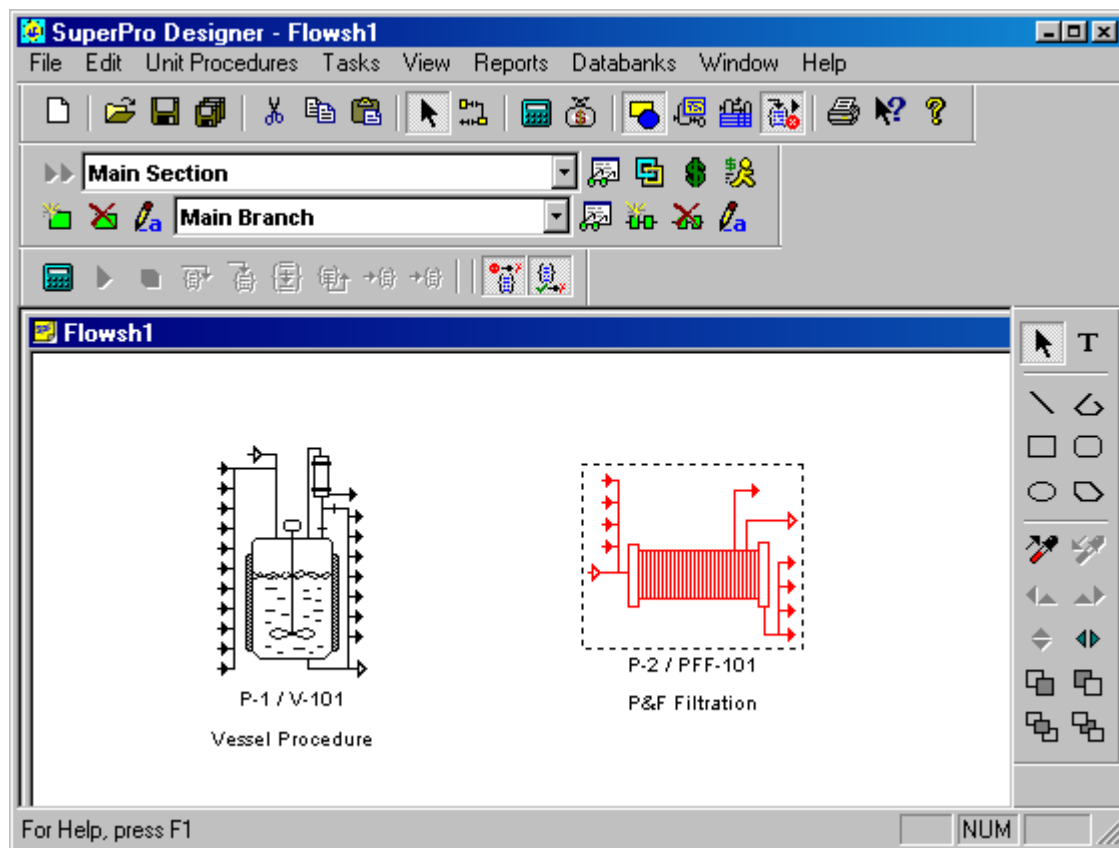 SuperPro Designer - Flowsh1
File Edit Unit Procedures Tasks View Reports Databanks Window Help
Main Section
Main Branch
Flowsh1
T
P-1 / V-101
Vessel Procedure
P-2 / PFF-101
P&F Filtration
For Help, press F1
NUM